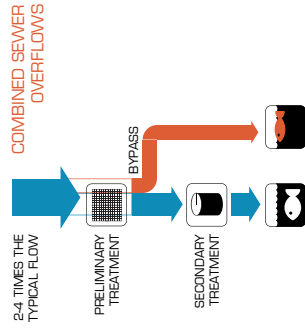 COMBINED SEWER
OVERFLOWS
2-4 TIMES THE
TYPICAL FLOW
PRELIMINARY
TREATMENT
BYPASS
SECONDARY
TREATMENT